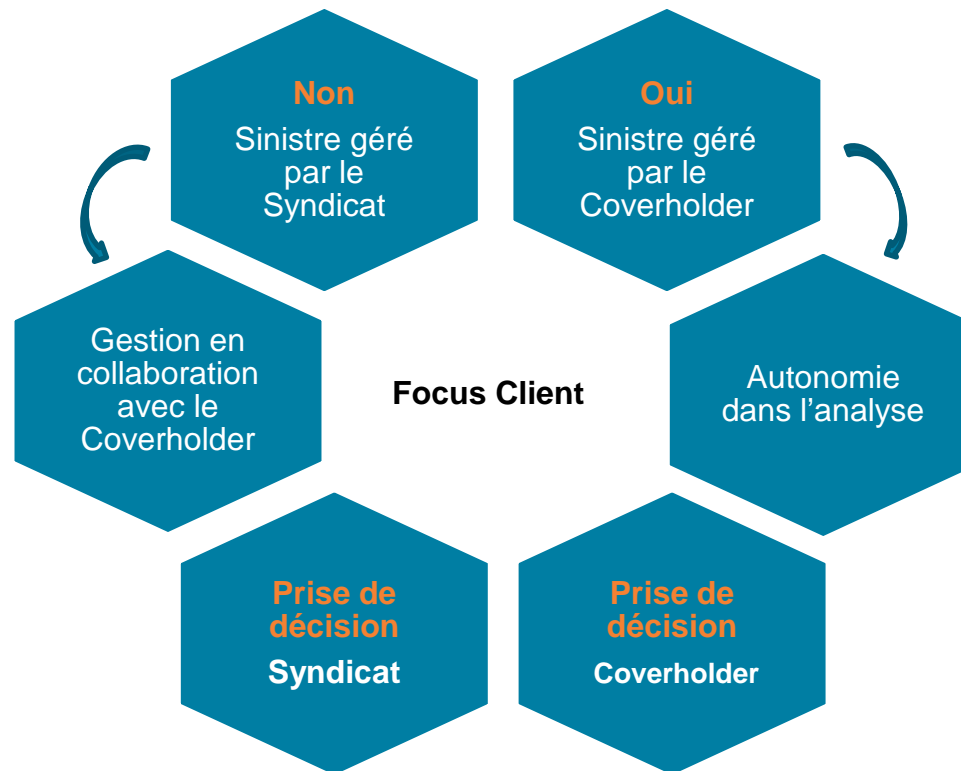 Non
Sinistre géré
par le
Syndicat
Oui
Sinistre géré
par le
Coverholder
Gestion en
collaboration
avec le
Coverholder
Focus Client
Autonomie
dans l’analyse
Prise de
décision
Syndicat
Prise de
décision
Coverholder